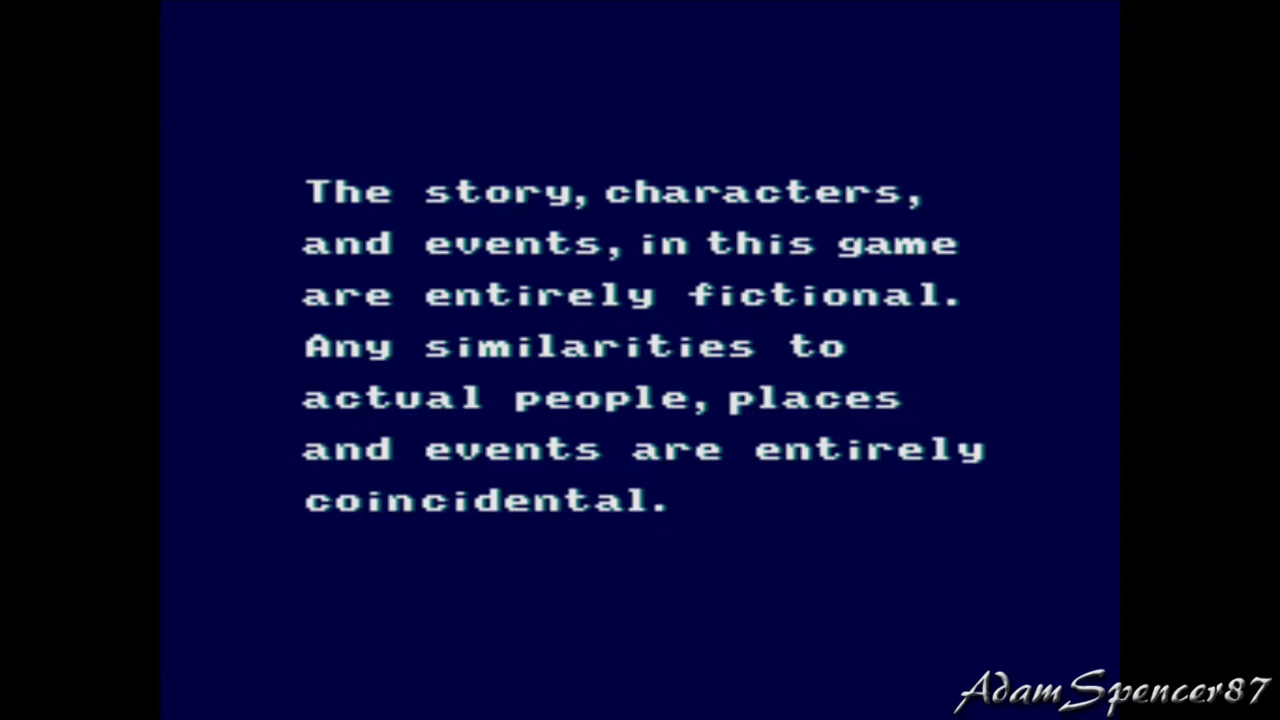 The story, characters,
and events, in this game
are entirely fictional.
Any similarities to
actual people, places
and events are entirely
coincidental.
AdamSpencer87